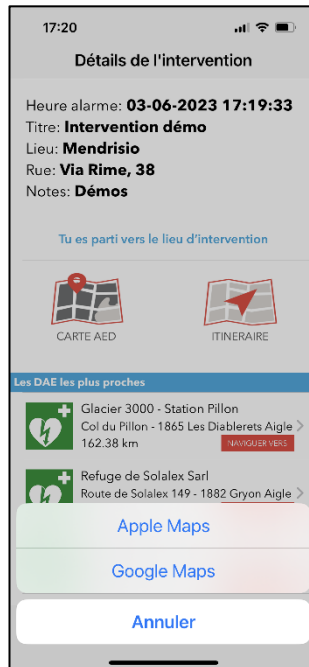 17:20
Détails de l'intervention
Heure alarme: 03-06-2023 17:19:33
Titre: Intervention démo
Lieu: Mendrisio
Rue: Via Rime, 38
Notes: Démos
Tu es parti vers le lieu d'intervention
CARTE AED
ITINERAIRE
Les DAE les plus proches
Glacier 3000 - Station Pillon
Col du Pillon - 1865 Les Diablerets Aigle
162.38 km
NAVIGUER VERS
Refuge de Solalex Sarl
Route de Solalex 149 - 1882 Gryon Aigle
Apple Maps
Google Maps
Annuler